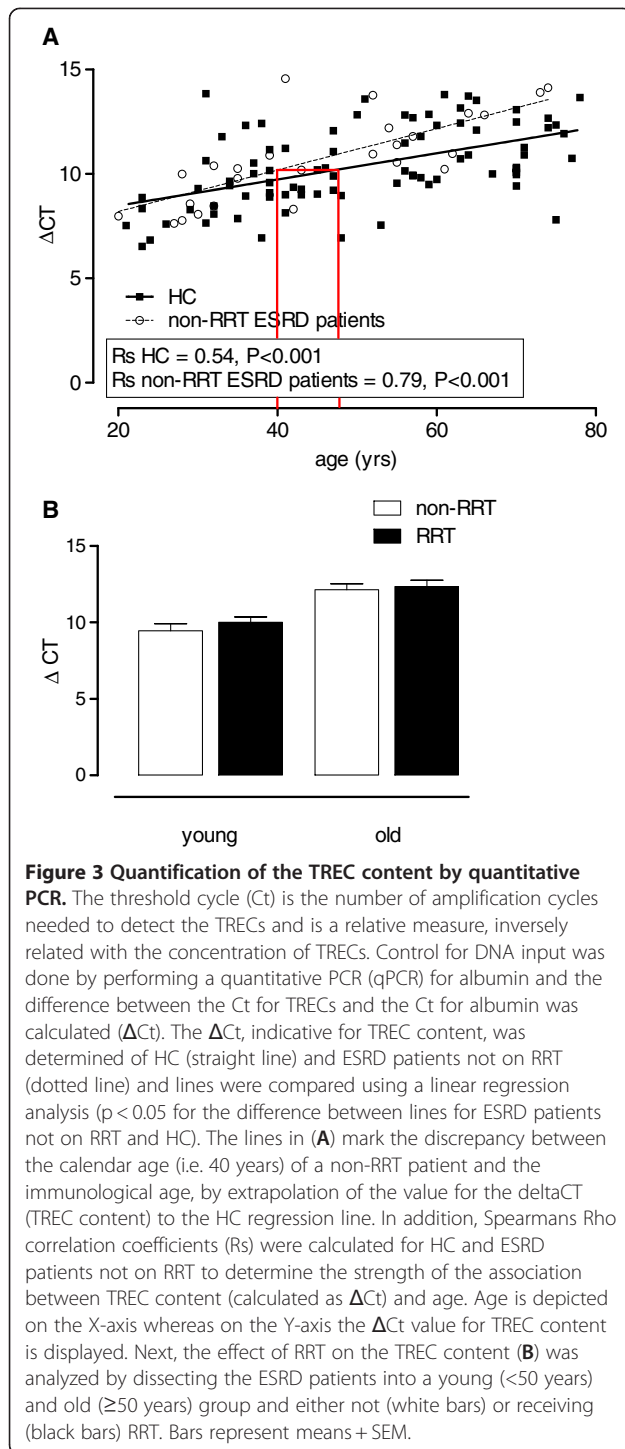 A
15
10
5
0
ΔCT
HC
non-RRT ESRD patients
Rs HC = 0.54, P<0.001
Rs non-RRT ESRD patients = 0.79, P<0.001
20 40 60 80
age (yrs)
B
non-RRT
RRT
15
10
5
0
Δ CT
young old
Figure 3 Quantification of the TREC content by quantitative
PCR. The threshold cycle (Ct) is the number of amplification cycles
needed to detect the TRECs and is a relative measure, inversely
related with the concentration of TRECs. Control for DNA input was
done by performing a quantitative PCR (qPCR) for albumin and the
difference between the Ct for TRECs and the Ct for albumin was
calculated (ΔCt). The ΔCt, indicative for TREC content, was
determined of HC (straight line) and ESRD patients not on RRT
(dotted line) and lines were compared using a linear regression
analysis (p < 0.05 for the difference between lines for ESRD patients
not on RRT and HC). The lines in (A) mark the discrepancy between
the calendar age (i.e. 40 years) of a non-RRT patient and the
immunological age, by extrapolation of the value for the deltaCT
(TREC content) to the HC regression line. In addition, Spearmans Rho
correlation coefficients (Rs) were calculated for HC and ESRD
patients not on RRT to determine the strength of the association
between TREC content (calculated as ΔCt) and age. Age is depicted
on the X-axis whereas on the Y-axis the ΔCt value for TREC content
is displayed. Next, the effect of RRT on the TREC content (B) was
analyzed by dissecting the ESRD patients into a young (<50 years)
and old (≥50 years) group and either not (white bars) or receiving
(black bars) RRT. Bars represent means + SEM.